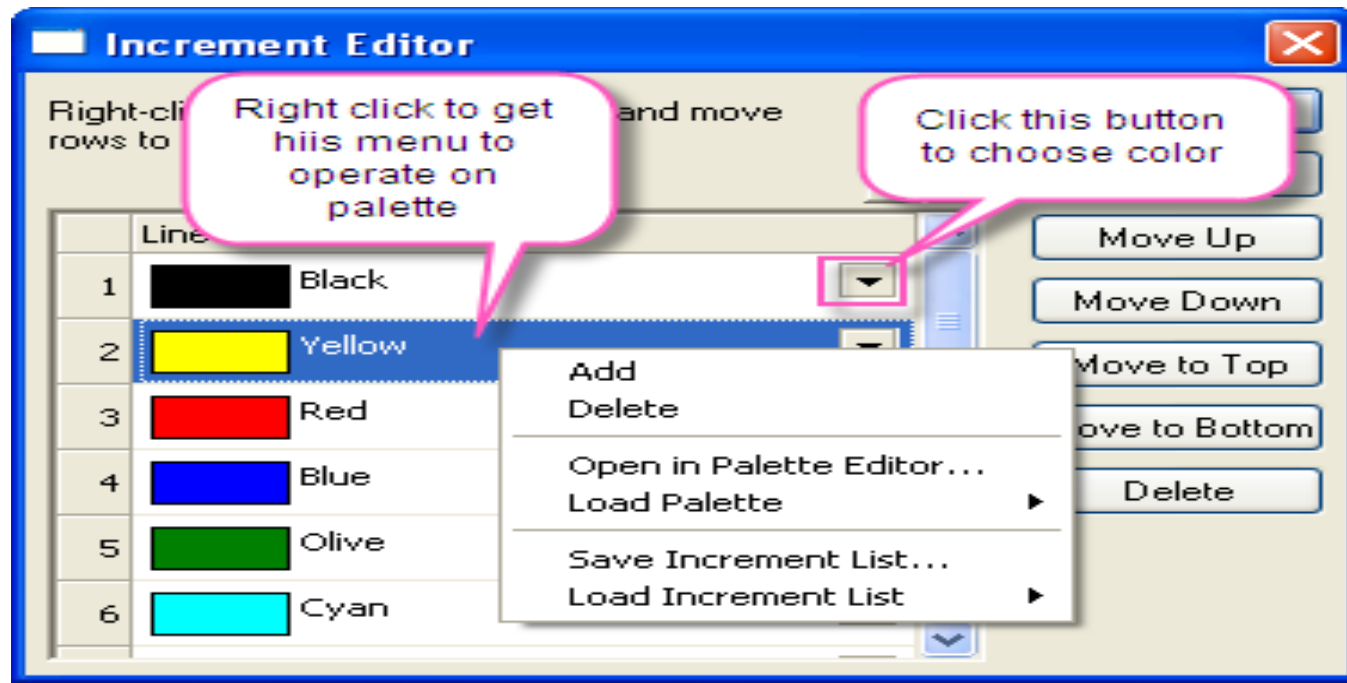 Increment Editor
Right-cli and move
rows to
Right click to get
hiis menu to
operate on
palette
Click this button
to choose color
Line
1 Black
2 Yellow
3 Red
4 Blue
5 Olive
6 Cyan
Add
Delete
Open in Palette Editor...
Load Palette
Save Increment List...
Load Increment List
Move Up
Move Down
Move to Top
ove to Bottom
Delete